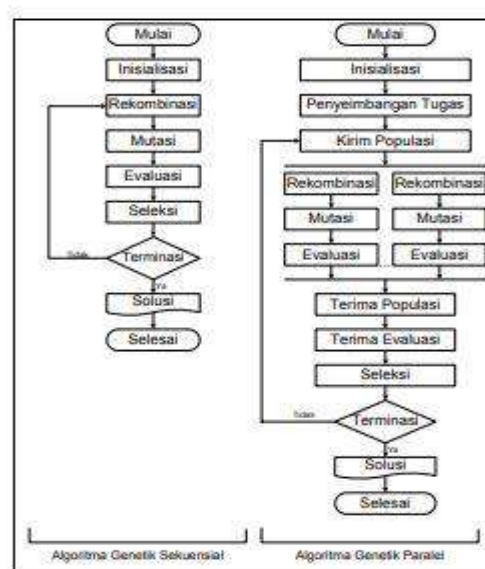 Mulai
Inisialisasi
Rekombinasi
Mutasi
Evaluasi
Seleksi
Terminasi
Tidak
Ya
Solusi
Selesai
Algoritma Genetik Sekuensial
Mulai
Inisialisasi
Penyeimbangan Tugas
Kirim Populasi
Rekombinasi Rekombinasi
Mutasi Mutasi
Evaluasi Evaluasi
Terima Populasi
Terima Evaluasi
Seleksi
Terminasi
Tidak
Ya
Solusi
Selesai
Algoritma Genetik Paralel